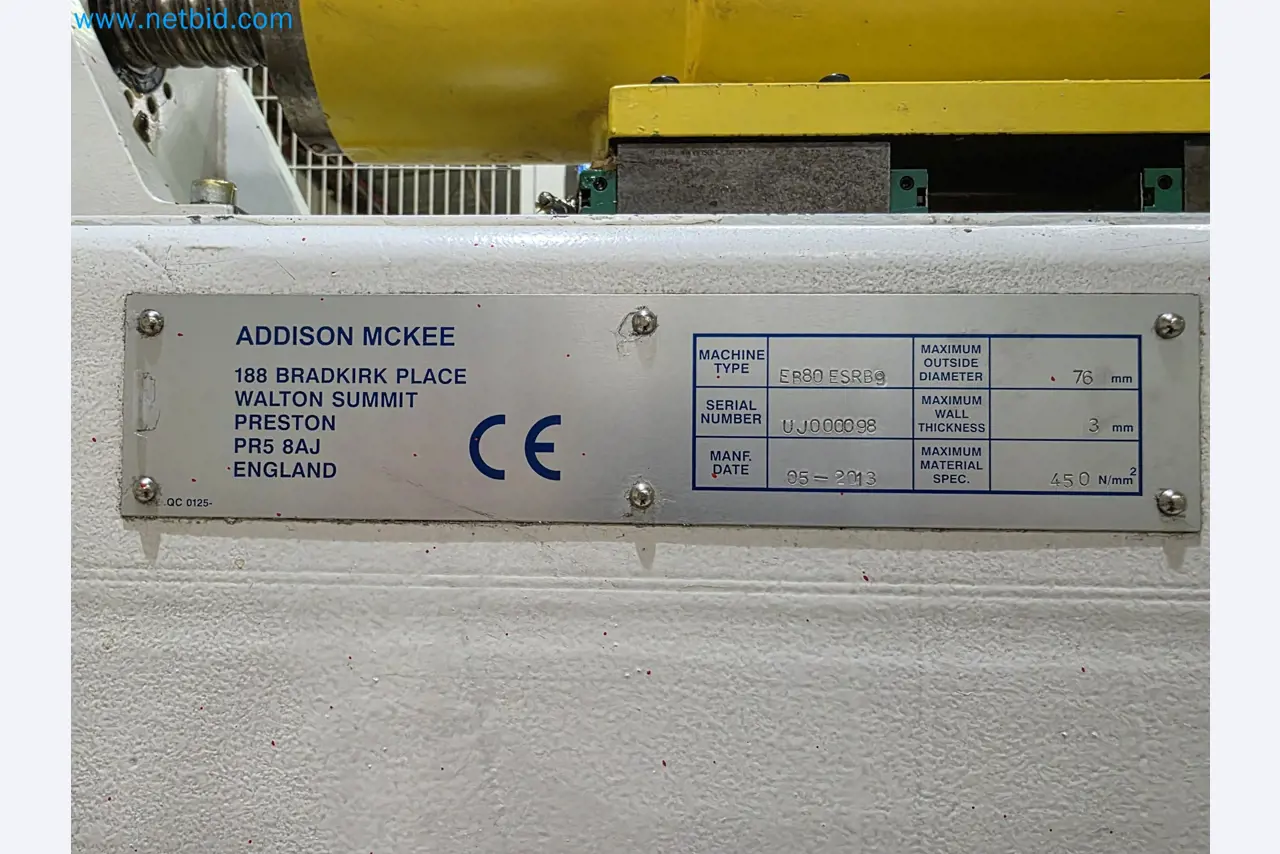 www.netbid.com
ADDISON MCKEE
188 BRADKIRK PLACE
WALTON SUMMIT
PRESTON
PR5 8AJ
ENGLAND
CE
QC 0125-
MACHINE TYPE
EB80 ESRB9
MAXIMUM OUTSIDE DIAMETER
76 mm
SERIAL NUMBER
UJ000098
MAXIMUM WALL THICKNESS
3 mm
MANF. DATE
05-2013
MAXIMUM MATERIAL SPEC.
450 N/mm²